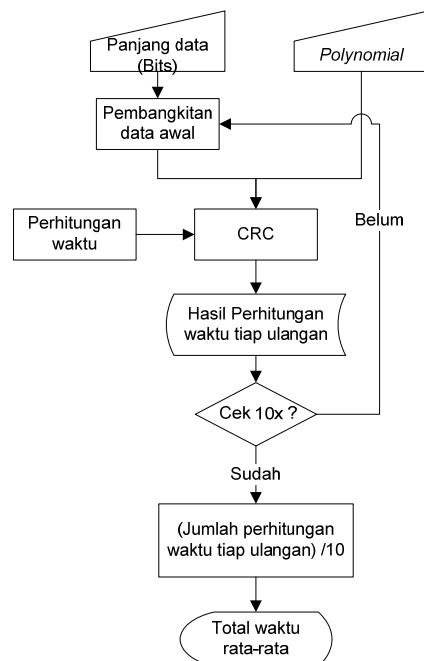 Panjang data
(Bits)
Polynomial
Pembangkitan
data awal
Belum
Perhitungan
waktu
CRC
Hasil Perhitungan
waktu tiap ulangan
Cek 10x ?
Sudah
(Jumlah perhitungan
waktu tiap ulangan) /10
Total waktu
rata-rata